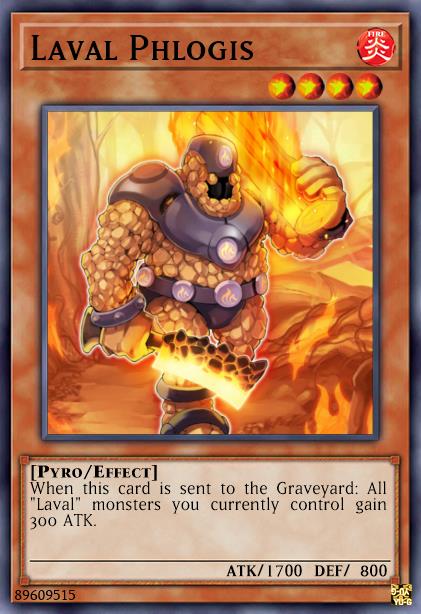 LAVAL PHLOGIS
FIRE
炎
[PYRO/EFFECT]
When this card is sent to the Graveyard: All
"Laval" monsters you currently control gain
300 ATK.
ATK/1700 DEF/ 800
89609515